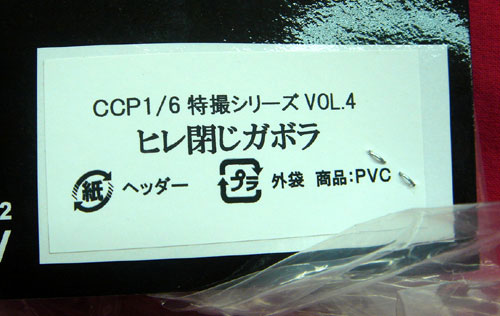 CCP1/6 特撮シリーズ VOL.4
ヒレ閉じガボラ
紙 ヘッダー プラ 外袋 商品:PVC
2
y